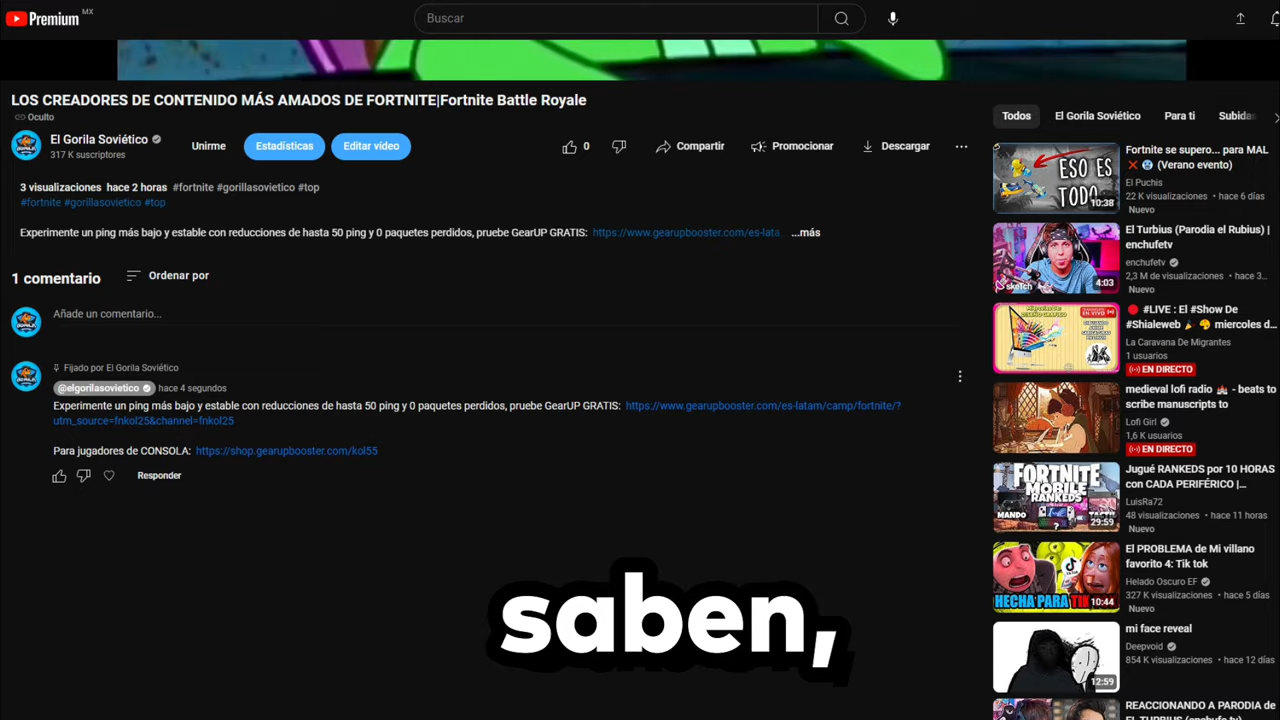 Premium MX
Buscar
LOS CREADORES DE CONTENIDO MÁS AMADOS DE FORTNITE|Fortnite Battle Royale
Oculto
El Gorila Soviético
317 K suscriptores
Unirme
Estadísticas
Editar vídeo
0
Compartir
Promocionar
Descargar
3 visualizaciones hace 2 horas #fortnite #gorillasovietico #top
#fortnite #gorillasovietico #top
Experimente un ping más bajo y estable con reducciones de hasta 50 ping y 0 paquetes perdidos, pruebe GearUP GRATIS: https://www.gearupbooster.com/es-lata ...más
1 comentario
Ordenar por
Añade un comentario...
Fijado por El Gorila Soviético
@elgorilasovietico hace 4 segundos
Experimente un ping más bajo y estable con reducciones de hasta 50 ping y 0 paquetes perdidos, pruebe GearUP GRATIS: https://www.gearupbooster.com/es-latam/camp/fortnite/?
utm_source=fnkol25&channel=fnkol25
Para jugadores de CONSOLA: https://shop.gearupbooster.com/kol55
Responder
saben,
Todos
El Gorila Soviético
Para ti
Subidas
ESO ES
TODO
10:38
Fortnite se supero... para MAL
(Verano evento)
El Puchis
22 K visualizaciones • hace 6 días
Nuevo
sketch
4:03
El Turbius (Parodia el Rubius) |
enchufetv
enchufetv
2,3 M de visualizaciones • hace 3...
Nuevo
#LIVE : El #Show De
#Shialeweb miercoles d...
La Caravana De Migrantes
1 usuarios
EN DIRECTO
medieval lofi radio - beats to
scribe manuscripts to
Lofi Girl
1,6 K usuarios
EN DIRECTO
FORTNITE
MOBILE
RANKEDS
MANDO
?
29:59
Jugué RANKEDS por 10 HORAS
con CADA PERIFÉRICO |...
LuisRa72
48 visualizaciones • hace 11 horas
Nuevo
HECHA PARA TIK
10:44
El PROBLEMA de Mi villano
favorito 4: Tik tok
Helado Oscuro EF
327 K visualizaciones • hace 5 días
Nuevo
12:59
mi face reveal
Deepvoid
854 K visualizaciones • hace 12 días
REACCIONANDO A PARODIA de